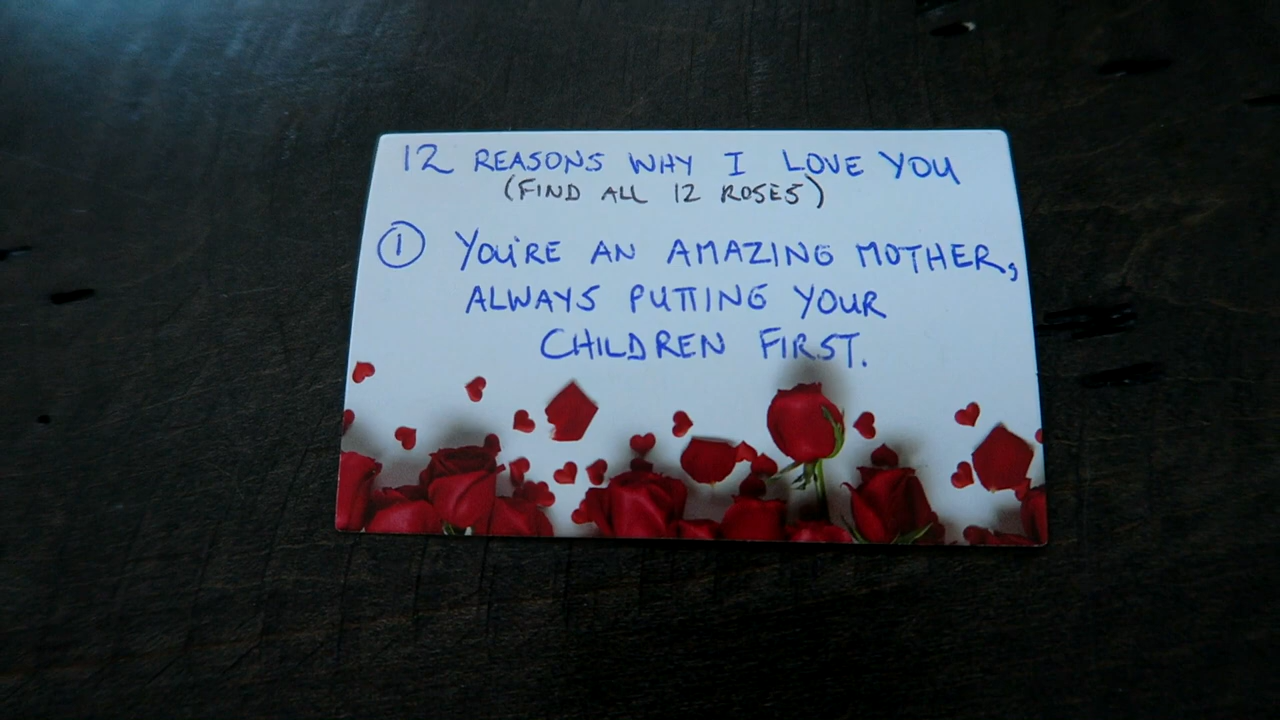 12 REASONS WHY I LOVE YOU
(FIND ALL 12 ROSES)
① YOU'RE AN AMAZING MOTHER,
ALWAYS PUTTING YOUR
CHILDREN FIRST.